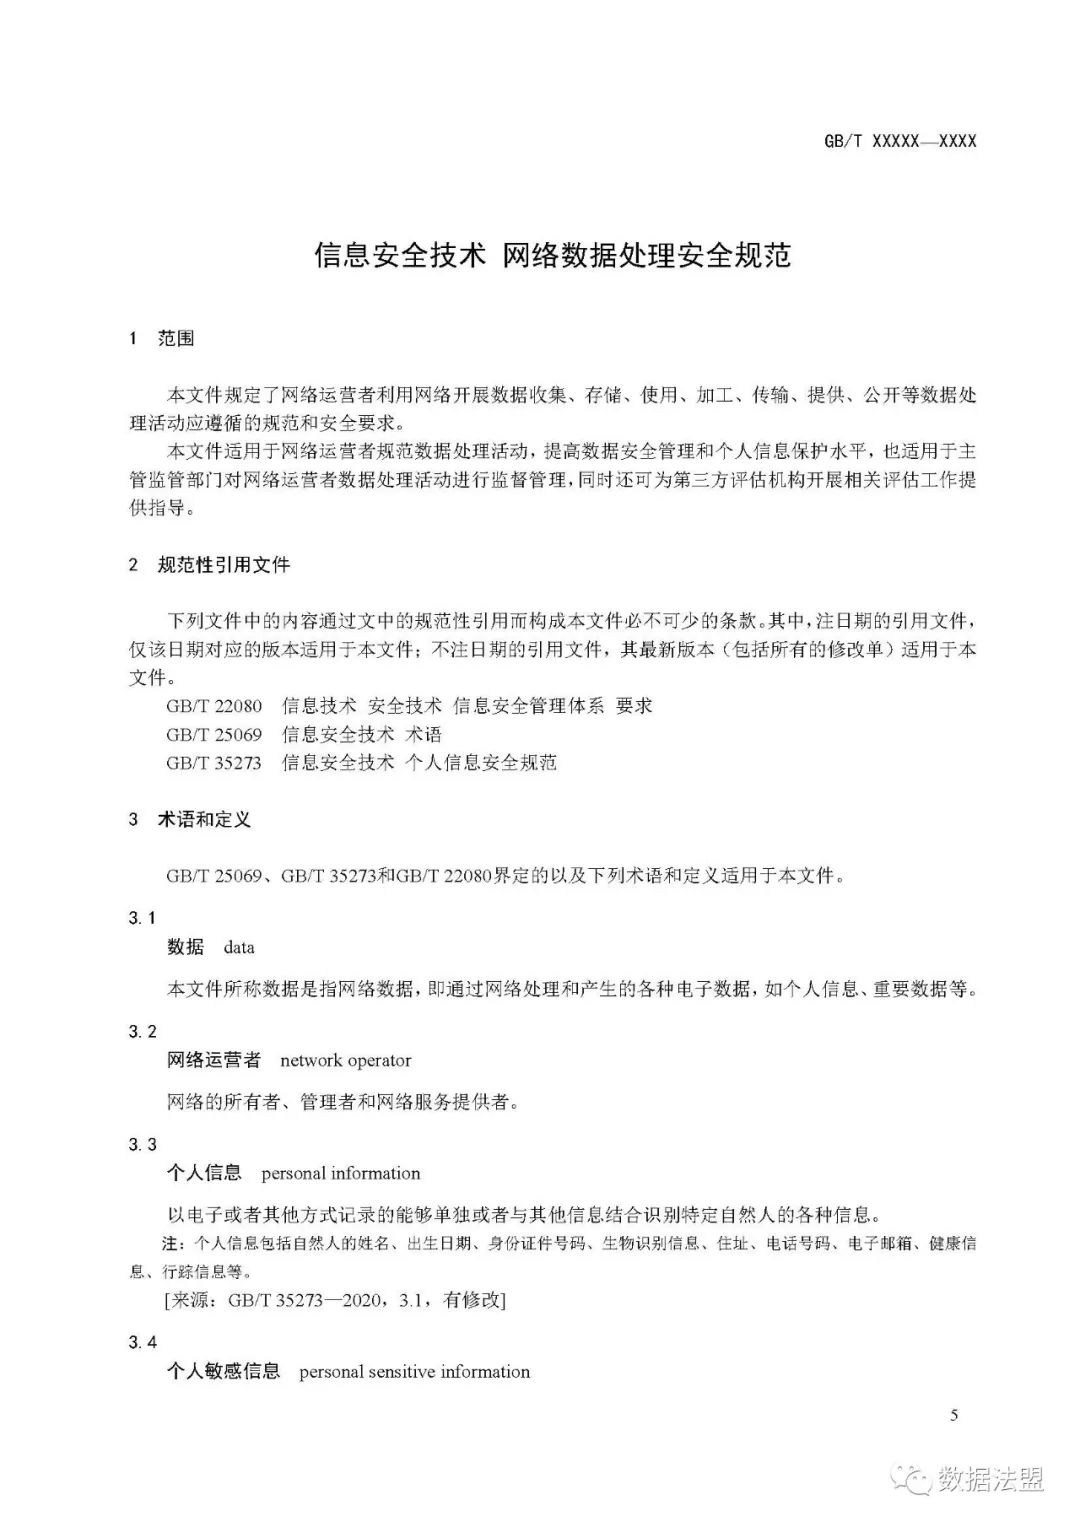 GB/T XXXXX—XXXX
信息安全技术 网络数据处理安全规范
1 范围
本文件规定了网络运营者利用网络开展数据收集、存储、使用、加工、传输、提供、公开等数据处
理活动应遵循的规范和安全要求。
本文件适用于网络运营者规范数据处理活动，提高数据安全管理和个人信息保护水平，也适用于主
管监管部门对网络运营者数据处理活动进行监督管理，同时还可为第三方评估机构开展相关评估工作提
供指导。
2 规范性引用文件
下列文件中的内容通过文中的规范性引用而构成本文件必不可少的条款。其中，注日期的引用文件，
仅该日期对应的版本适用于本文件；不注日期的引用文件，其最新版本（包括所有的修改单）适用于本
文件。
GB/T 22080 信息技术 安全技术 信息安全管理体系 要求
GB/T 25069 信息安全技术 术语
GB/T 35273 信息安全技术 个人信息安全规范
3 术语和定义
GB/T 25069、GB/T 35273和GB/T 22080界定的以及下列术语和定义适用于本文件。
3.1
数据 data
本文件所称数据是指网络数据，即通过网络处理和产生的各种电子数据，如个人信息、重要数据等。
3.2
网络运营者 network operator
网络的所有者、管理者和网络服务提供者。
3.3
个人信息 personal information
以电子或者其他方式记录的能够单独或者与其他信息结合识别特定自然人的各种信息。
注：个人信息包括自然人的姓名、出生日期、身份证件号码、生物识别信息、住址、电话号码、电子邮箱、健康信
息、行踪信息等。
[来源：GB/T 35273—2020，3.1，有修改]
3.4
个人敏感信息 personal sensitive information
5
数据法盟